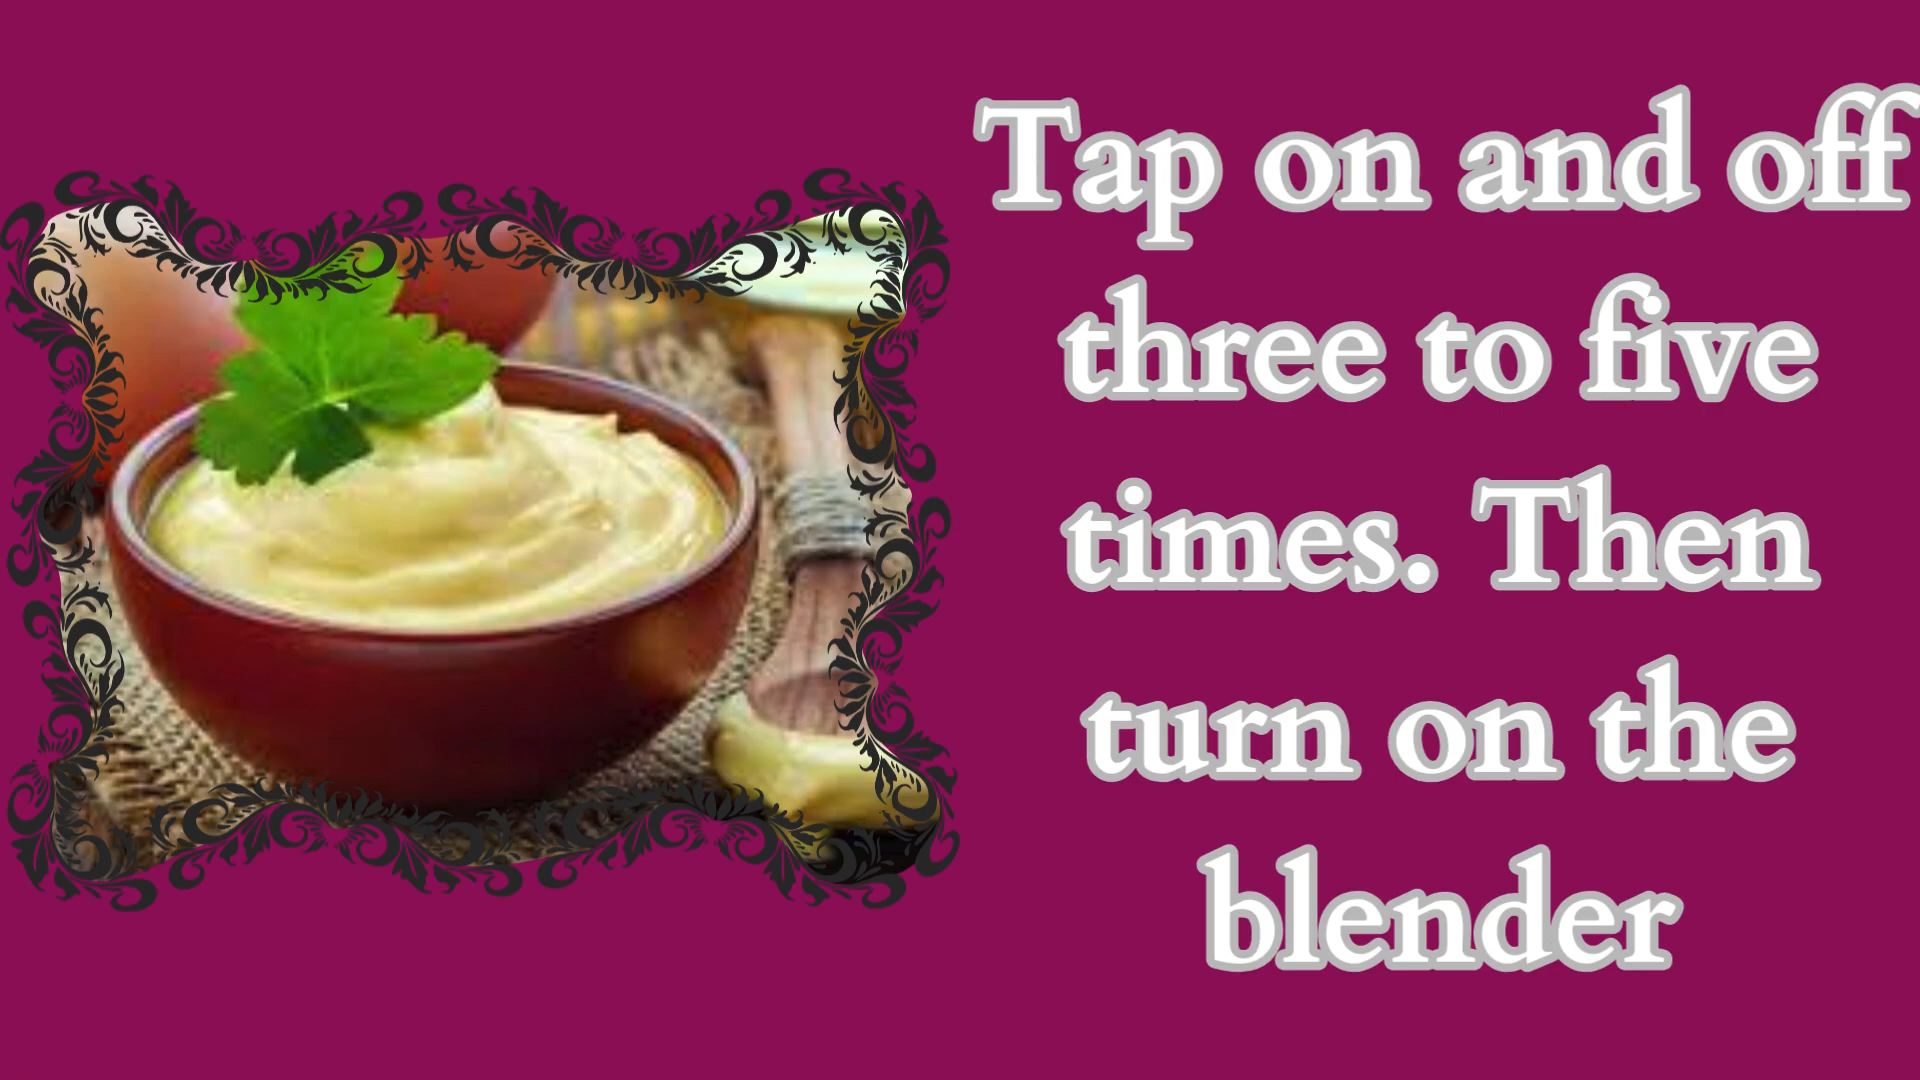 Tap on and off
three to five
times. Then
turn on the
blender